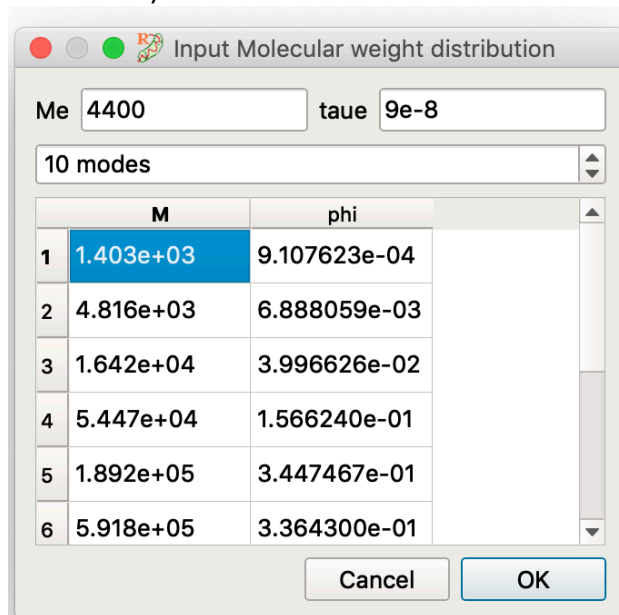 Input Molecular weight distribution
Me 4400 taue 9e-8
10 modes
M phi
1 1.403e+03 9.107623e-04
2 4.816e+03 6.888059e-03
3 1.642e+04 3.996626e-02
4 5.447e+04 1.566240e-01
5 1.892e+05 3.447467e-01
6 5.918e+05 3.364300e-01
Cancel OK